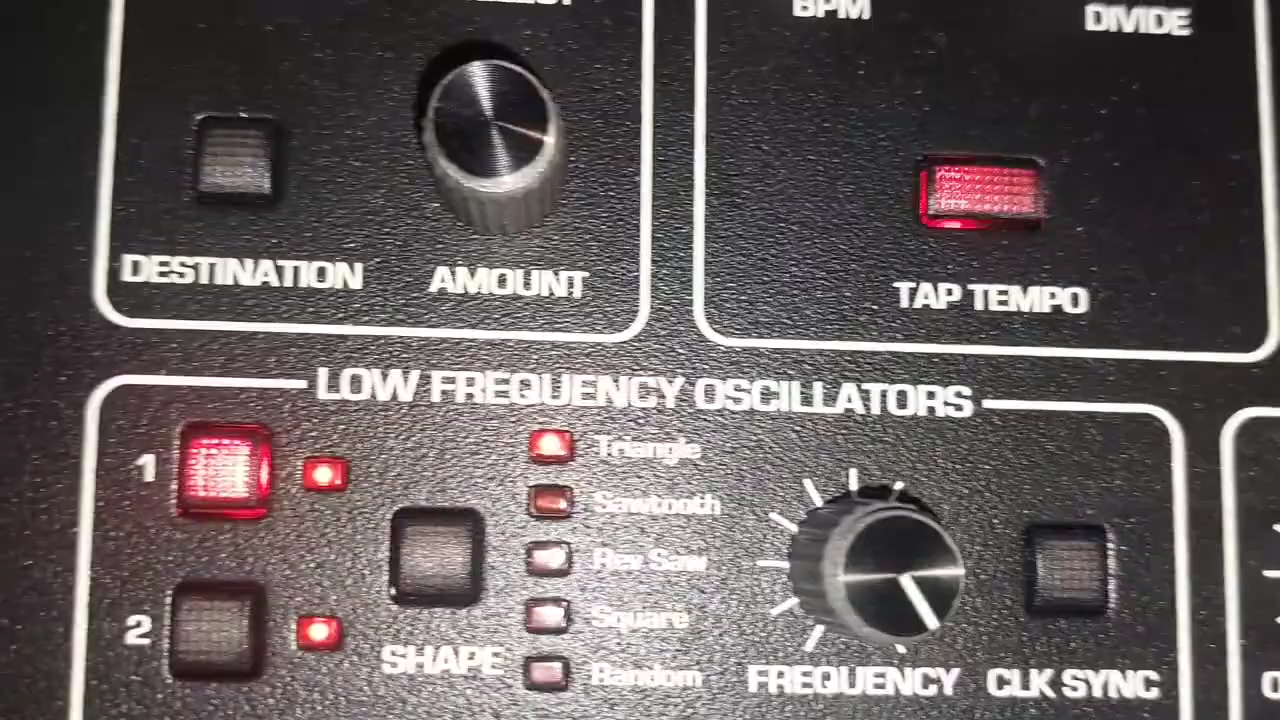 BPM
DIVIDE
DESTINATION
AMOUNT
TAP TEMPO
LOW FREQUENCY OSCILLATORS
1
Triangle
Sawtooth
Rev Saw
2
Square
SHAPE
Random
FREQUENCY
CLK SYNC